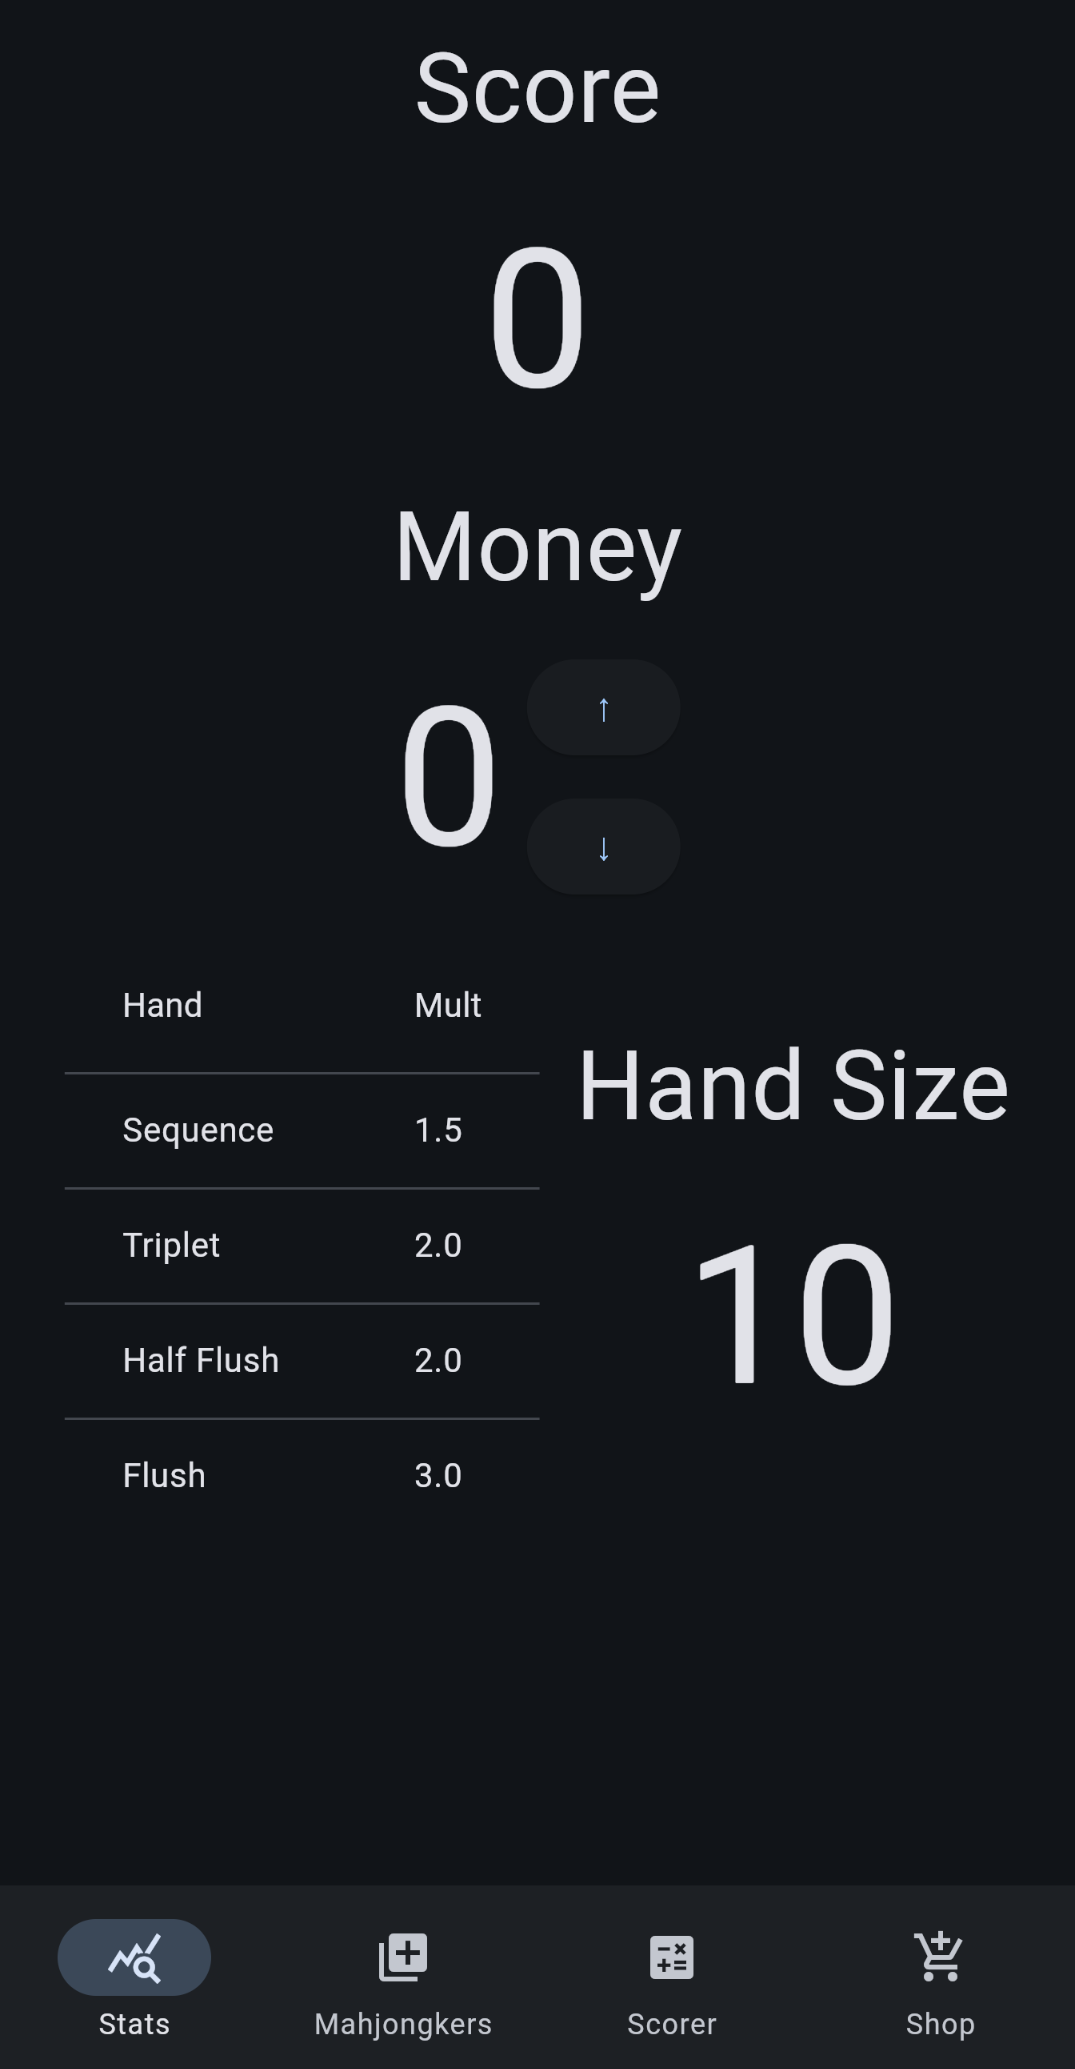 Score
0
Money
0
↑
↓
Hand Mult
Sequence 1.5
Triplet 2.0
Half Flush 2.0
Flush 3.0
Hand Size
10
Stats Mahjongkers Scorer Shop